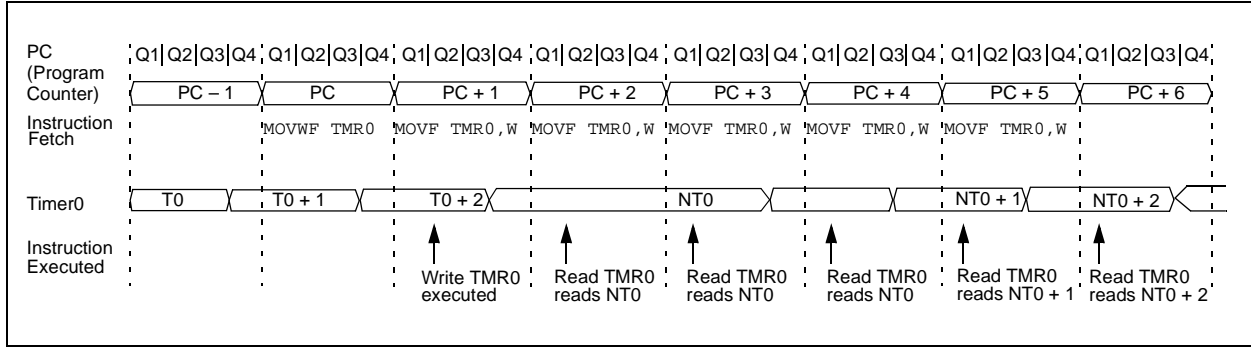 PC (Program Counter)
Q1 Q2 Q3 Q4 Q1 Q2 Q3 Q4 Q1 Q2 Q3 Q4 Q1 Q2 Q3 Q4 Q1 Q2 Q3 Q4 Q1 Q2 Q3 Q4 Q1 Q2 Q3 Q4 Q1 Q2 Q3 Q4
PC – 1 PC PC + 1 PC + 2 PC + 3 PC + 4 PC + 5 PC + 6
Instruction Fetch
MOVWF TMR0 MOVF TMR0,W MOVF TMR0,W MOVF TMR0,W MOVF TMR0,W MOVF TMR0,W
Timer0 T0 T0 + 1 T0 + 2 NT0 NT0 + 1 NT0 + 2
Instruction Executed
Write TMR0 executed
Read TMR0 reads NT0
Read TMR0 reads NT0
Read TMR0 reads NT0
Read TMR0 reads NT0 + 1
Read TMR0 reads NT0 + 2